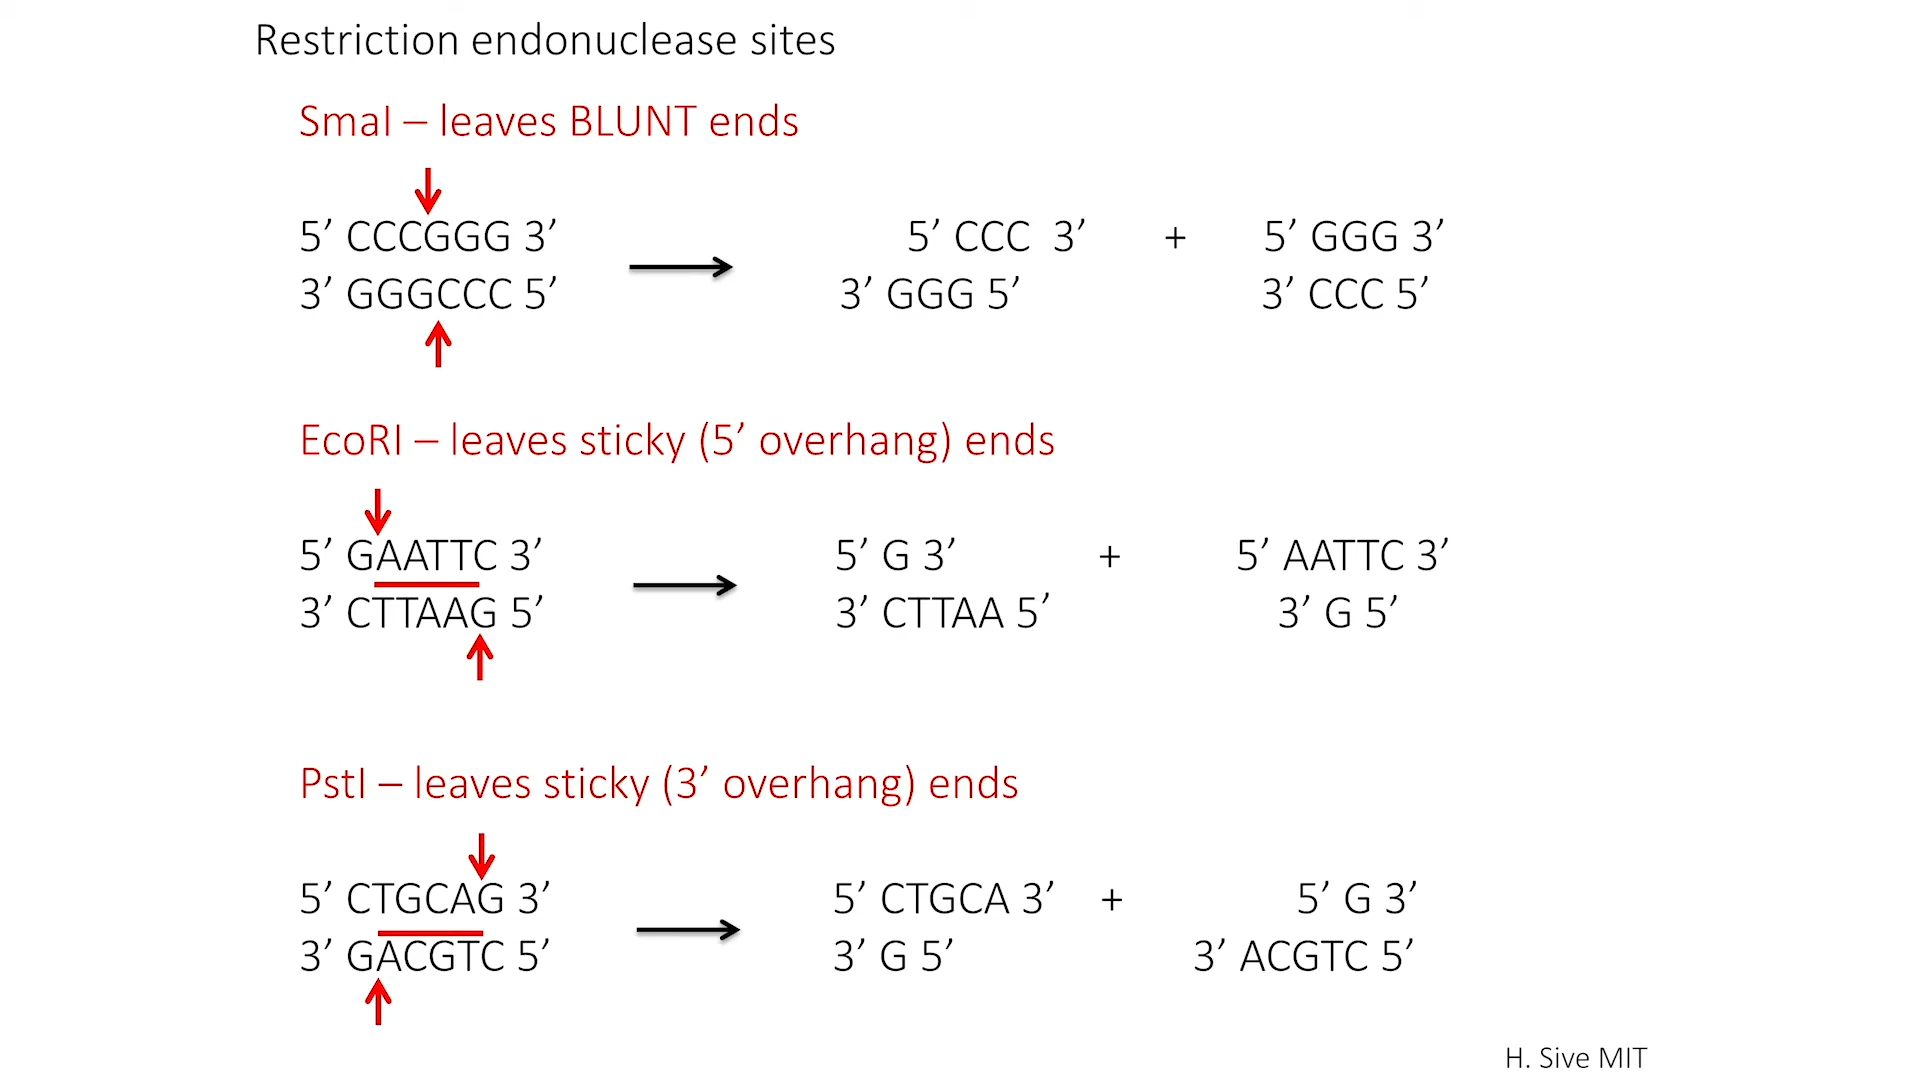 Restriction endonuclease sites
SmaI – leaves BLUNT ends
5’ CCCGGG 3’ 5’ CCC 3’ + 5’ GGG 3’
3’ GGGCCC 5’ 3’ GGG 5’ 3’ CCC 5’
EcoRI – leaves sticky (5’ overhang) ends
5’ GAATTC 3’ 5’ G 3’ + 5’ AATTC 3’
3’ CTTAAG 5’ 3’ CTTAA 5’ 3’ G 5’
PstI – leaves sticky (3’ overhang) ends
5’ CTGCAG 3’ 5’ CTGCA 3’ + 5’ G 3’
3’ GACGTC 5’ 3’ G 5’ 3’ ACGTC 5’
H. Sive MIT